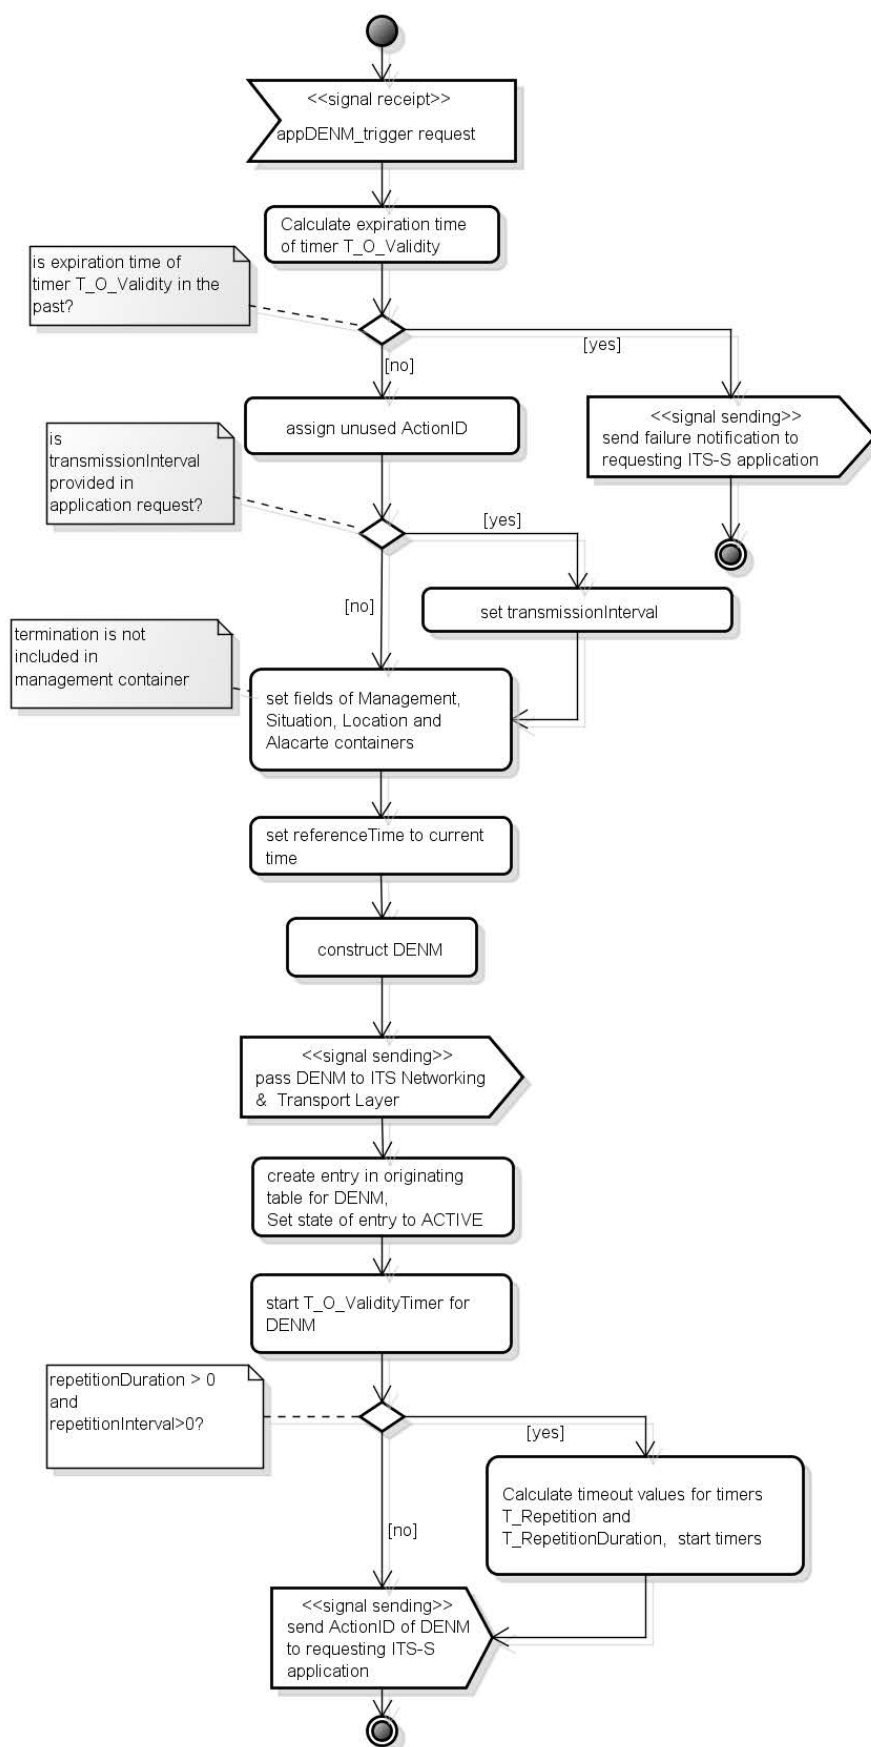 <<signal receipt>>
appDENM_trigger request
Calculate expiration time
of timer T_O_Validity
is expiration time of
timer T_O_Validity in the
past?
[yes]
[no]
<<signal sending>>
send failure notification to
requesting ITS-S application
assign unused ActionID
is
transmissionInterval
provided in
application request?
[yes]
[no]
set transmissionInterval
termination is not
included in
management container
set fields of Management,
Situation, Location and
Alacarte containers
set referenceTime to current
time
construct DENM
<<signal sending>>
pass DENM to ITS Networking
& Transport Layer
create entry in originating
table for DENM,
Set state of entry to ACTIVE
start T_O_ValidityTimer for
DENM
repetitionDuration > 0
and
repetitionInterval>0?
[yes]
Calculate timeout values for timers
T_Repetition and
T_RepetitionDuration, start timers
[no]
<<signal sending>>
send ActionID of DENM
to requesting ITS-S
application